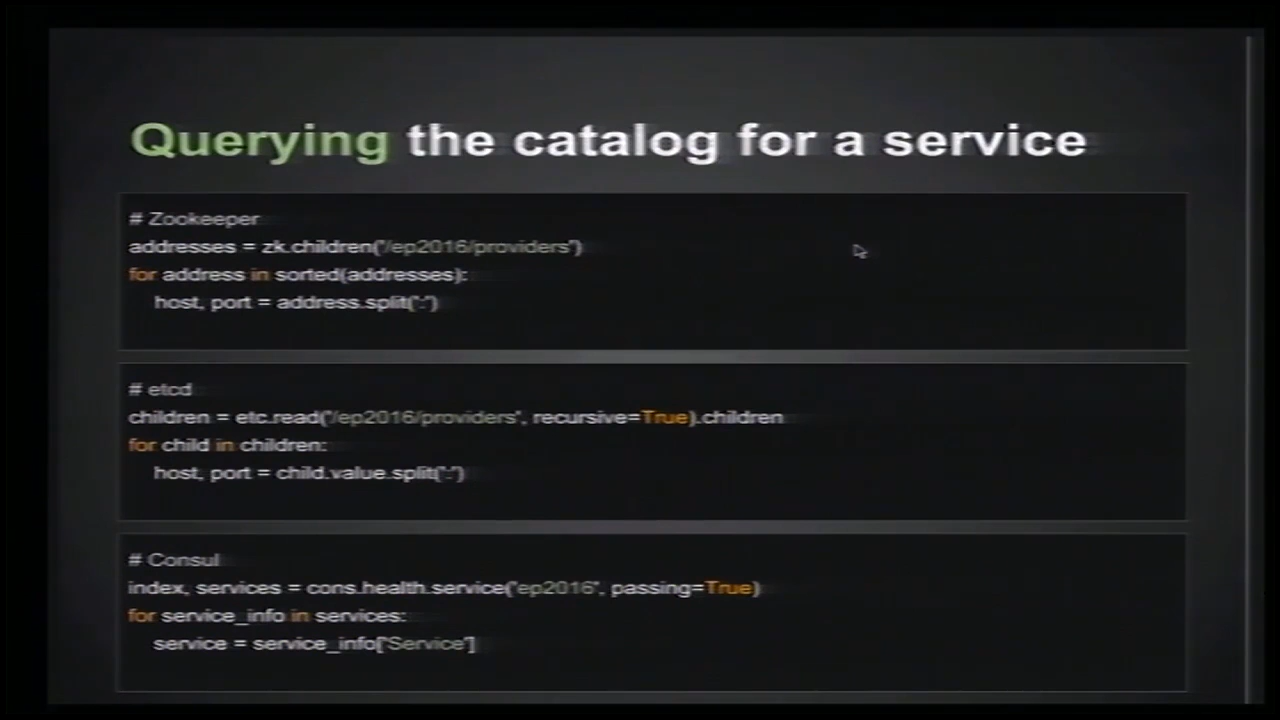 Querying the catalog for a service
# Zookeeper
addresses = zk.children('/ep2016/providers')
for address in sorted(addresses):
host, port = address.split(':')
# etcd
children = etc.read('/ep2016/providers', recursive=True).children
for child in children:
host, port = child.value.split(':')
# Consul
index, services = cons.health.service('ep2016', passing=True)
for service_info in services:
service = service_info['Service']